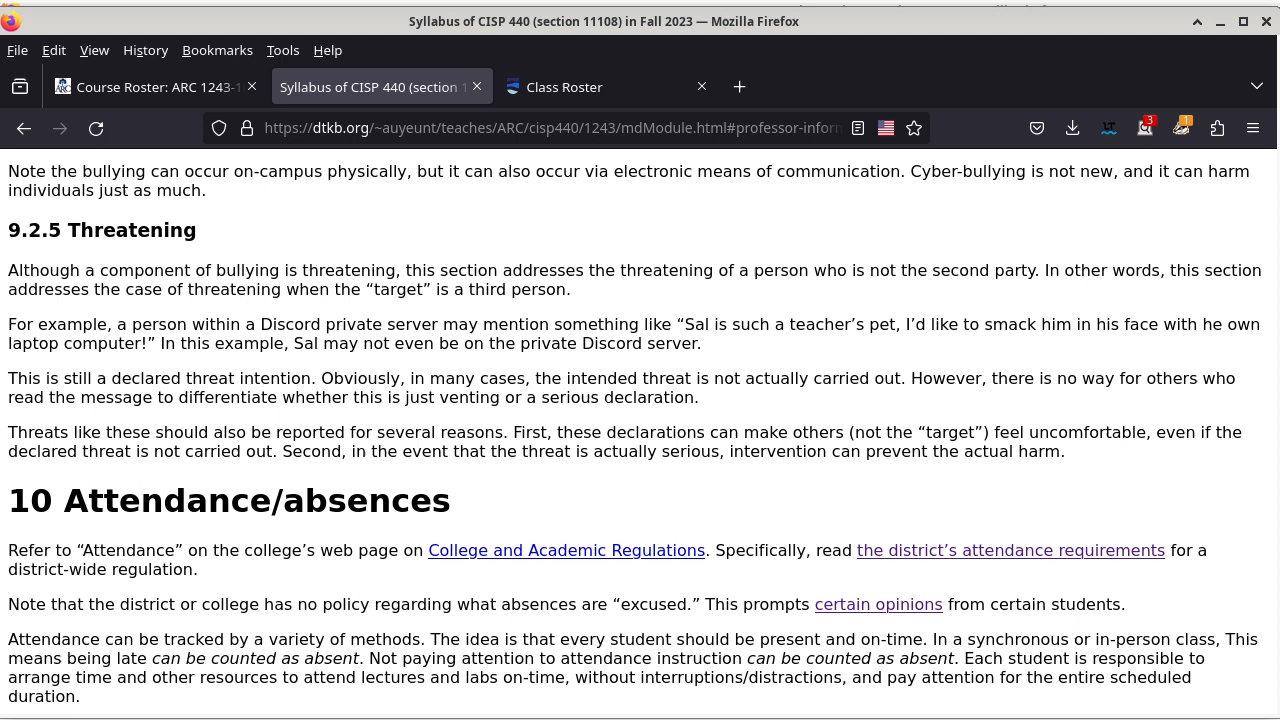 Syllabus of CISP 440 (section 11108) in Fall 2023 — Mozilla Firefox
File Edit View History Bookmarks Tools Help
Course Roster: ARC 1243-1
Syllabus of CISP 440 (section 1
Class Roster
https://dtkb.org/~auyeunt/teaches/ARC/cisp440/1243/mdModule.html#professor-inforn
3
1
Note the bullying can occur on-campus physically, but it can also occur via electronic means of communication. Cyber-bullying is not new, and it can harm
individuals just as much.
9.2.5 Threatening
Although a component of bullying is threatening, this section addresses the threatening of a person who is not the second party. In other words, this section
addresses the case of threatening when the “target” is a third person.
For example, a person within a Discord private server may mention something like “Sal is such a teacher’s pet, I’d like to smack him in his face with he own
laptop computer!” In this example, Sal may not even be on the private Discord server.
This is still a declared threat intention. Obviously, in many cases, the intended threat is not actually carried out. However, there is no way for others who
read the message to differentiate whether this is just venting or a serious declaration.
Threats like these should also be reported for several reasons. First, these declarations can make others (not the “target”) feel uncomfortable, even if the
declared threat is not carried out. Second, in the event that the threat is actually serious, intervention can prevent the actual harm.
10 Attendance/absences
Refer to “Attendance” on the college’s web page on College and Academic Regulations. Specifically, read the district’s attendance requirements for a
district-wide regulation.
Note that the district or college has no policy regarding what absences are “excused.” This prompts certain opinions from certain students.
Attendance can be tracked by a variety of methods. The idea is that every student should be present and on-time. In a synchronous or in-person class, This
means being late can be counted as absent. Not paying attention to attendance instruction can be counted as absent. Each student is responsible to
arrange time and other resources to attend lectures and labs on-time, without interruptions/distractions, and pay attention for the entire scheduled
duration.